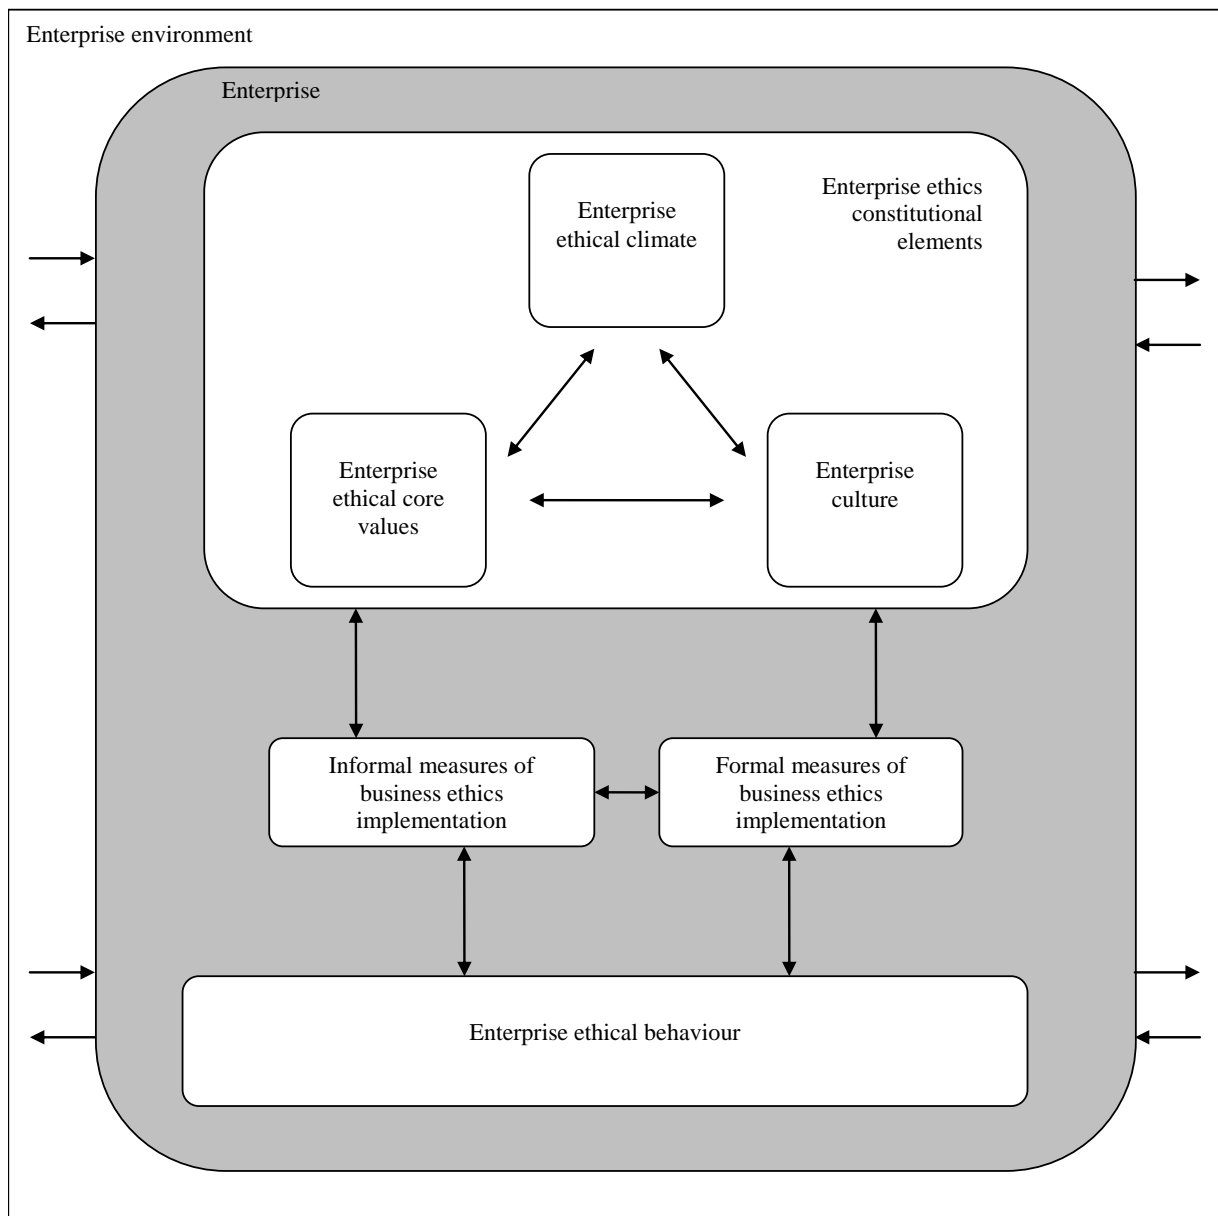 Enterprise environment
Enterprise
Enterprise
ethical climate
Enterprise ethics
constitutional
elements
Enterprise
ethical core
values
Enterprise
culture
Informal measures of
business ethics
implementation
Formal measures of
business ethics
implementation
Enterprise ethical behaviour